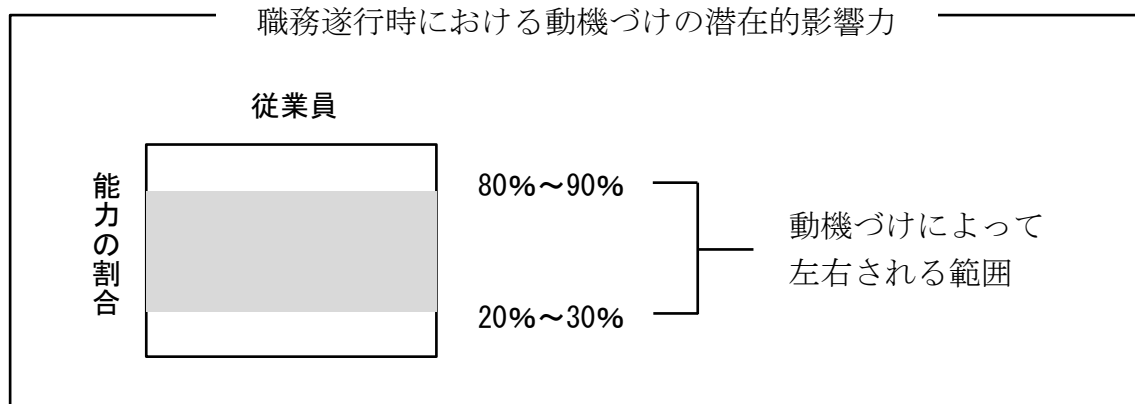 職務遂行時における動機づけの潜在的影響力
従業員
能力の割合
80%～90%
20%～30%
動機づけによって
左右される範囲